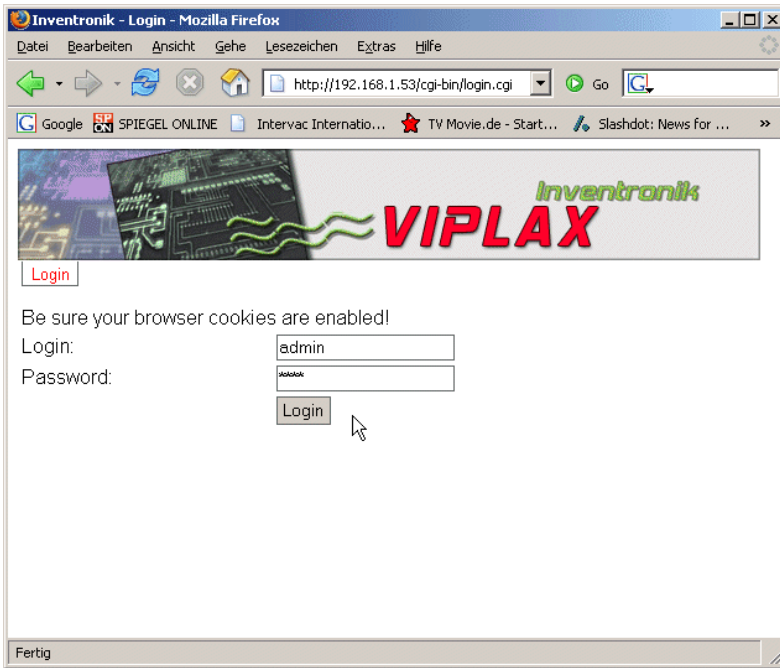 Inventronik - Login - Mozilla Firefox
Datei Bearbeiten Ansicht Gehe Lesezeichen Extras Hilfe
http://192.168.1.53/cgi-bin/login.cgi Go G
G Google SP ON SPIEGEL ONLINE Intervac Internatio... TV Movie.de - Start... Slashdot: News for ... »
Inventronik
VIPLAX
Login
Be sure your browser cookies are enabled!
Login: admin
Password: ****
Login
Fertig